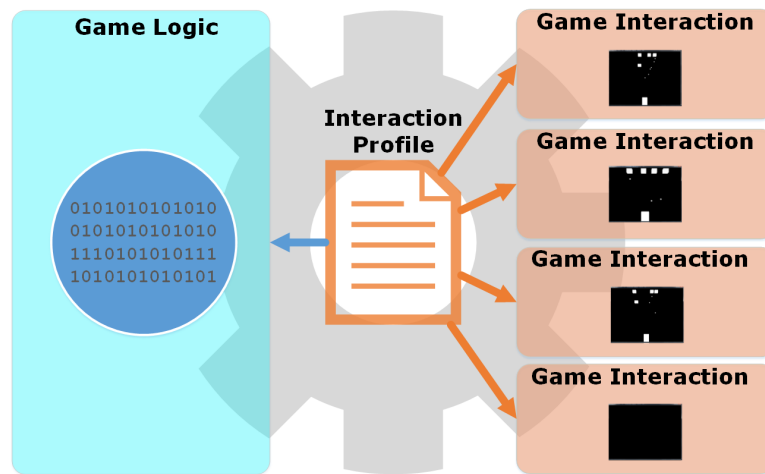 Game Logic
0101010101010
0101010101010
1110101010111
1010101010101
Interaction
Profile
Game Interaction
Game Interaction
Game Interaction
Game Interaction